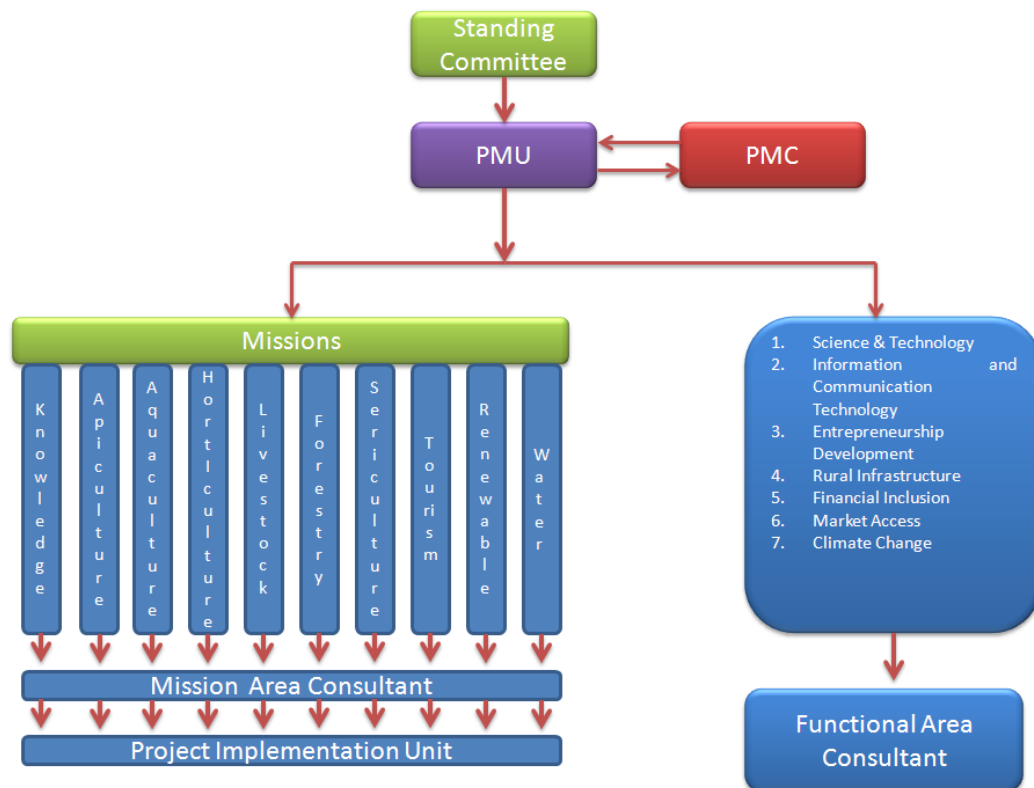 Standing
Committee
PMU
PMC
Missions
Knowledge
Apiculture
Aquaculture
Hortlculture
Livestock
Forestry
Sericulture
Tourism
Renewable
Water
Mission Area Consultant
Project Implementation Unit
1. Science & Technology
2. Information and
Communication
Technology
3. Entrepreneurship
Development
4. Rural Infrastructure
5. Financial Inclusion
6. Market Access
7. Climate Change
Functional Area
Consultant